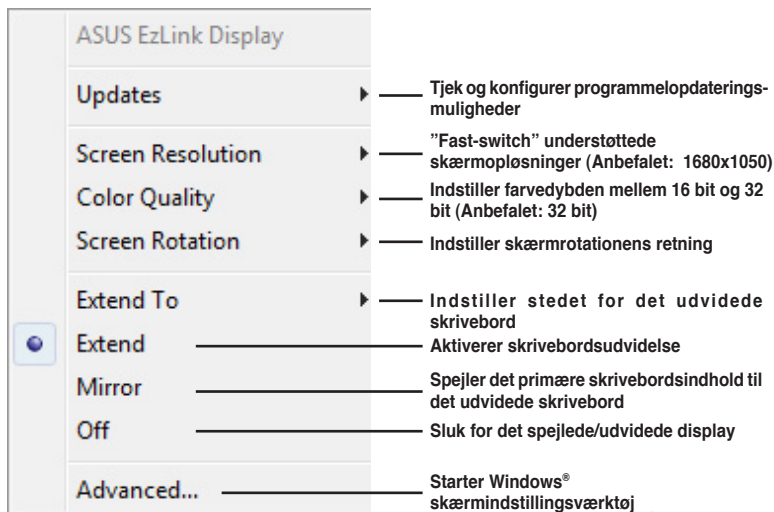 ASUS EzLink Display
Updates
Tjek og konfigurer programmelopdaterings-
muligheder
Screen Resolution
”Fast-switch” understøttede
skærmopløsninger (Anbefalet: 1680x1050)
Color Quality
Indstiller farvedybden mellem 16 bit og 32
bit (Anbefalet: 32 bit)
Screen Rotation
Indstiller skærmrotationens retning
Extend To
Indstiller stedet for det udvidede
skrivebord
Extend
Aktiverer skrivebordsudvidelse
Mirror
Spejler det primære skrivebordsindhold til
det udvidede skrivebord
Off
Sluk for det spejlede/udvidede display
Advanced...
Starter Windows®
skærmindstillingsværktøj